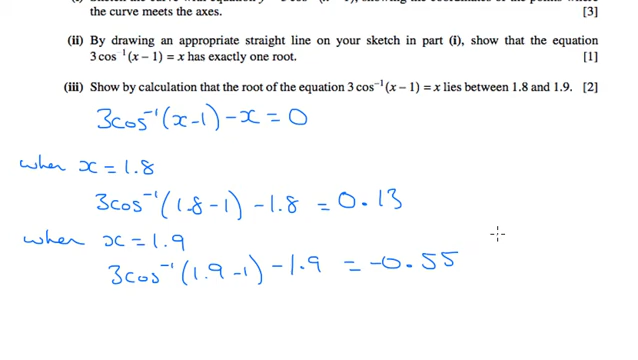 the curve meets the axes. [3]
(ii) By drawing an appropriate straight line on your sketch in part (i), show that the equation
3 cos⁻¹(x − 1) = x has exactly one root. [1]
(iii) Show by calculation that the root of the equation 3 cos⁻¹(x − 1) = x lies between 1.8 and 1.9. [2]
3cos⁻¹(x-1) - x = 0
when x = 1.8
3cos⁻¹(1.8 - 1) - 1.8 = 0.13
when x = 1.9
3cos⁻¹(1.9 - 1) - 1.9 = -0.55